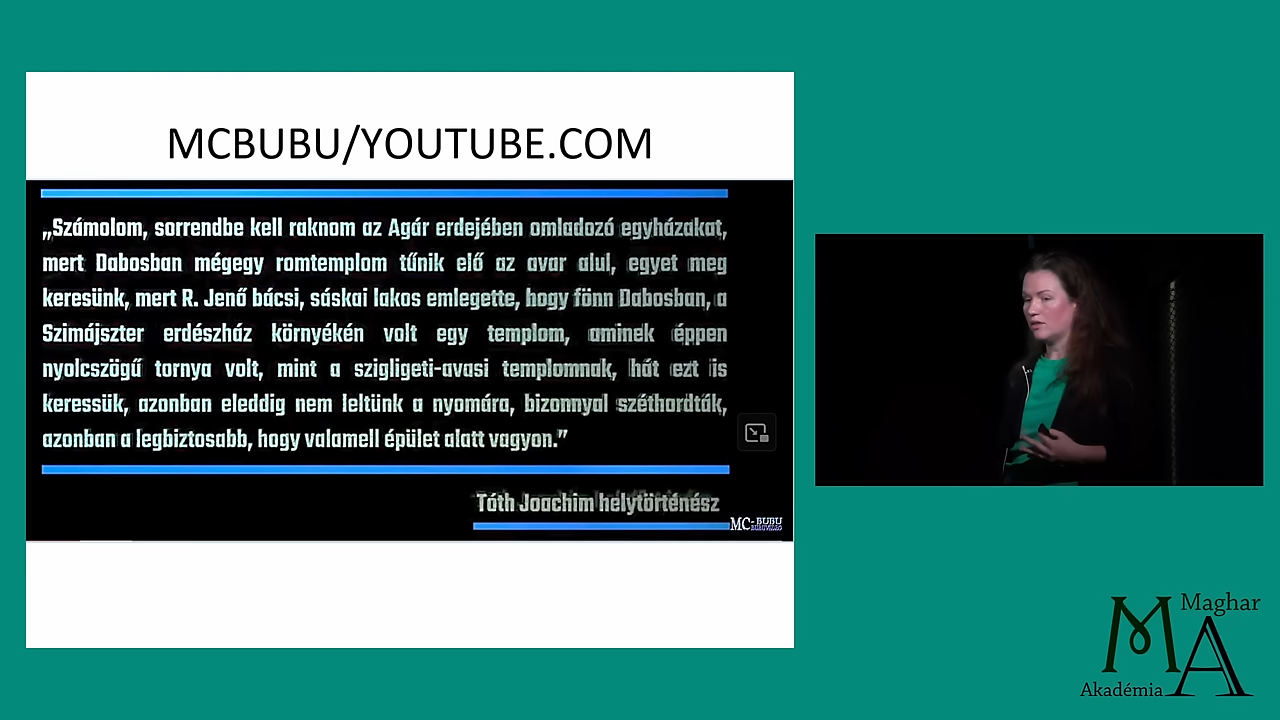 MCBUBU/YOUTUBE.COM
„Számolom, sorrendbe kell raknom az Agár erdejében omladozó egyházakat,
mert Dabosban mégegy romtemplom tűnik elő az avar alul, egyet meg
keresünk, mert R. Jenő bácsi, sáskai lakos emlegette, hogy fönn Dabosban, a
Szimájszter erdészház környékén volt egy templom, aminek éppen
nyolcszögű tornya volt, mint a szigligeti-avasi templomnak, hát ezt is
keressük, azonban eleddig nem leltünk a nyomára, bizonnyal széthordták,
azonban a legbiztosabb, hogy valamell épület alatt vagyon.”
Tóth Joachim helytörténész
MC-BUBU
Maghar
MA
Akadémia